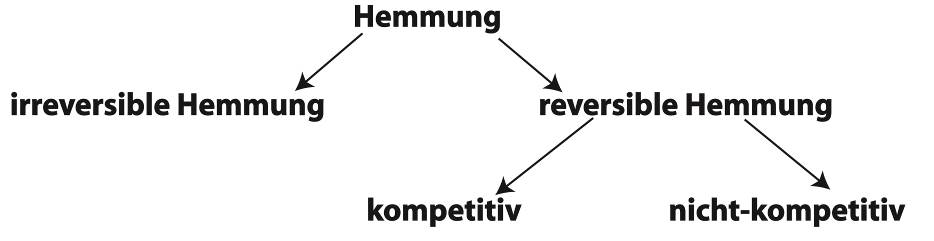 Hemmung
irreversible Hemmung
reversible Hemmung
kompetitiv
nicht-kompetitiv